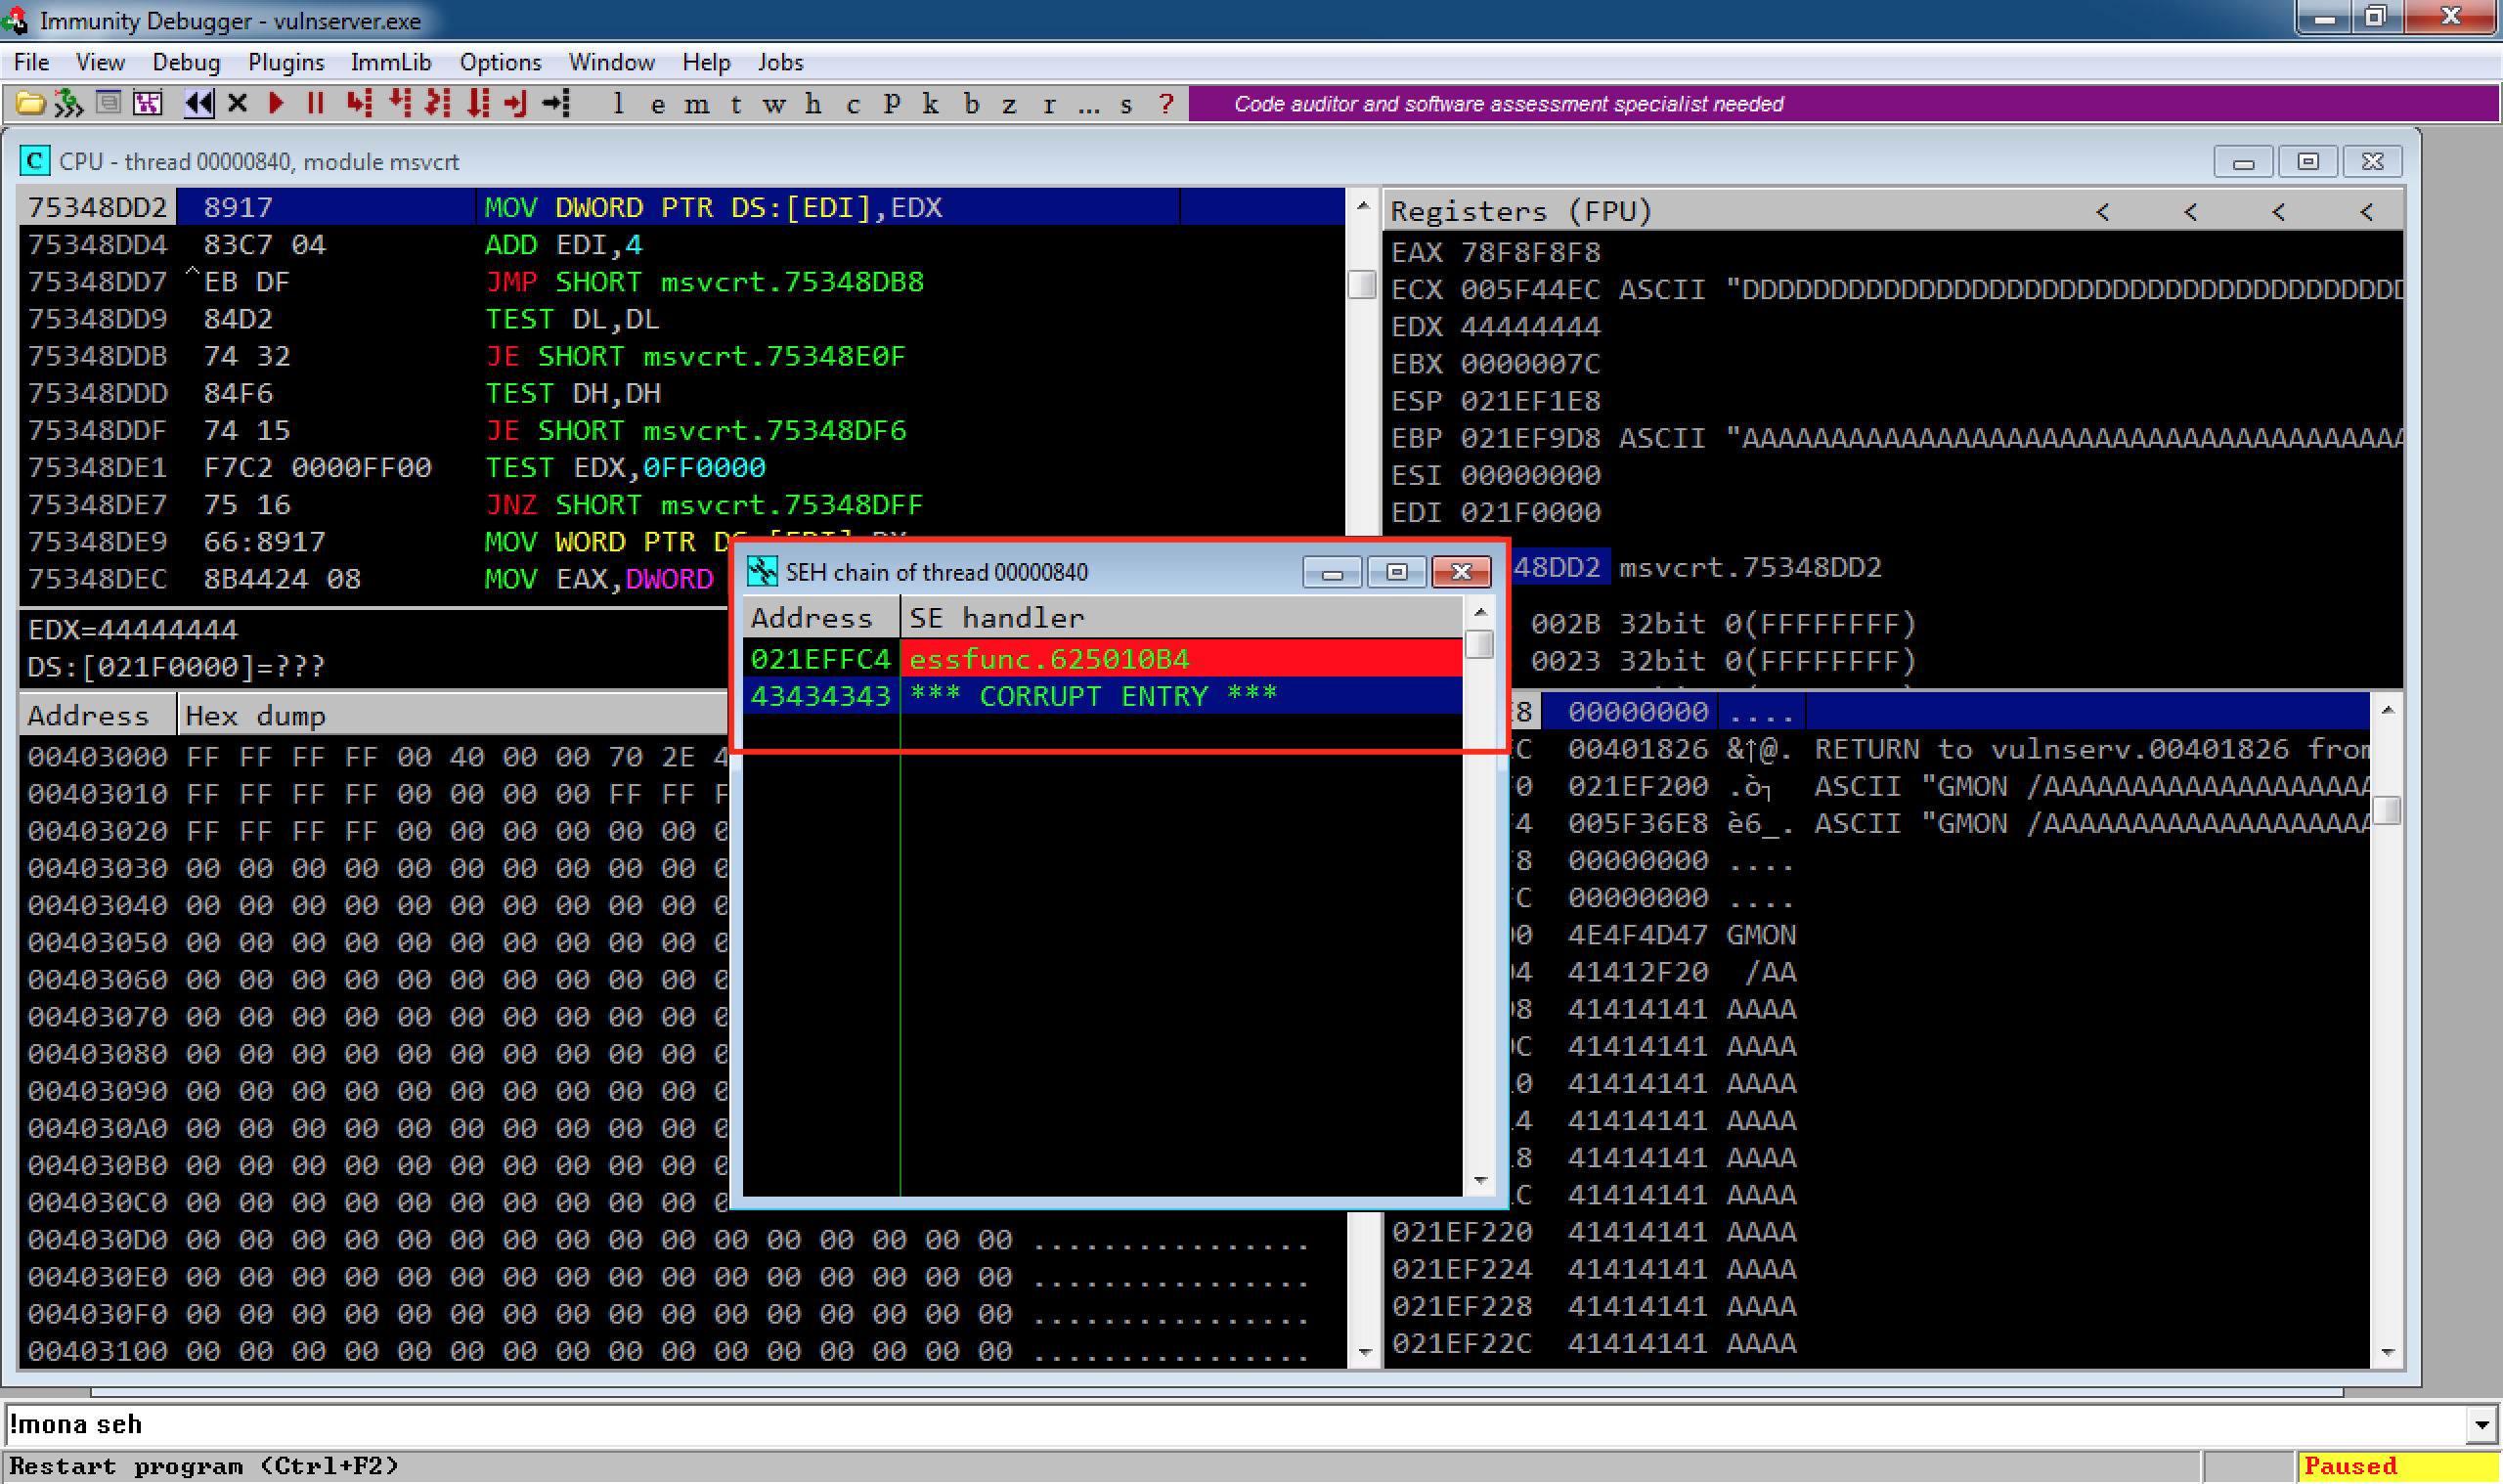 Immunity Debugger - vulnserver.exe
File View Debug Plugins ImmLib Options Window Help Jobs
l e m t w h c P k b z r ... s ? Code auditor and software assessment specialist needed
C CPU - thread 00000840, module msvcrt
75348DD2 8917 MOV DWORD PTR DS:[EDI],EDX
75348DD4 83C7 04 ADD EDI,4
75348DD7 ^EB DF JMP SHORT msvcrt.75348DB8
75348DD9 84D2 TEST DL,DL
75348DDB 74 32 JE SHORT msvcrt.75348E0F
75348DDD 84F6 TEST DH,DH
75348DDF 74 15 JE SHORT msvcrt.75348DF6
75348DE1 F7C2 0000FF00 TEST EDX,0FF0000
75348DE7 75 16 JNZ SHORT msvcrt.75348DFF
75348DE9 66:8917 MOV WORD PTR
75348DEC 8B4424 08 MOV EAX,DWORD
EDX=44444444
DS:[021F0000]=???
Registers (FPU) < < < <
EAX 78F8F8F8
ECX 005F44EC ASCII "DDDDDDDDDDDDDDDDDDDDDDDDDDDDDDDDDDDDDD
EDX 44444444
EBX 0000007C
ESP 021EF1E8
EBP 021EF9D8 ASCII "AAAAAAAAAAAAAAAAAAAAAAAAAAAAAAAAAAAAAA
ESI 00000000
EDI 021F0000
48DD2 msvcrt.75348DD2
002B 32bit 0(FFFFFFFF)
0023 32bit 0(FFFFFFFF)
SEH chain of thread 00000840
Address SE handler
021EFFC4 essfunc.625010B4
43434343 *** CORRUPT ENTRY ***
Address Hex dump
00403000 FF FF FF FF 00 40 00 00 70 2E 4
00403010 FF FF FF FF 00 00 00 00 FF FF F
00403020 FF FF FF FF 00 00 00 00 00 00 0
00403030 00 00 00 00 00 00 00 00 00 00 0
00403040 00 00 00 00 00 00 00 00 00 00 0
00403050 00 00 00 00 00 00 00 00 00 00 0
00403060 00 00 00 00 00 00 00 00 00 00 0
00403070 00 00 00 00 00 00 00 00 00 00 0
00403080 00 00 00 00 00 00 00 00 00 00 0
00403090 00 00 00 00 00 00 00 00 00 00 0
004030A0 00 00 00 00 00 00 00 00 00 00 0
004030B0 00 00 00 00 00 00 00 00 00 00 0
004030C0 00 00 00 00 00 00 00 00 00 00 0
004030D0 00 00 00 00 00 00 00 00 00 00 00 00 00 00 00 00 ................
004030E0 00 00 00 00 00 00 00 00 00 00 00 00 00 00 00 00 ................
004030F0 00 00 00 00 00 00 00 00 00 00 00 00 00 00 00 00 ................
00403100 00 00 00 00 00 00 00 00 00 00 00 00 00 00 00 00 ................
E8 00000000 ....
C 00401826 &↑@. RETURN to vulnserv.00401826 from
0 021EF200 .ò┐ ASCII "GMON /AAAAAAAAAAAAAAAAAAA
4 005F36E8 è6_. ASCII "GMON /AAAAAAAAAAAAAAAAAAA
8 00000000 ....
C 00000000 ....
00 4E4F4D47 GMON
04 41412F20 /AA
08 41414141 AAAA
0C 41414141 AAAA
10 41414141 AAAA
14 41414141 AAAA
18 41414141 AAAA
1C 41414141 AAAA
021EF220 41414141 AAAA
021EF224 41414141 AAAA
021EF228 41414141 AAAA
021EF22C 41414141 AAAA
!mona seh
Restart program (Ctrl+F2) Paused